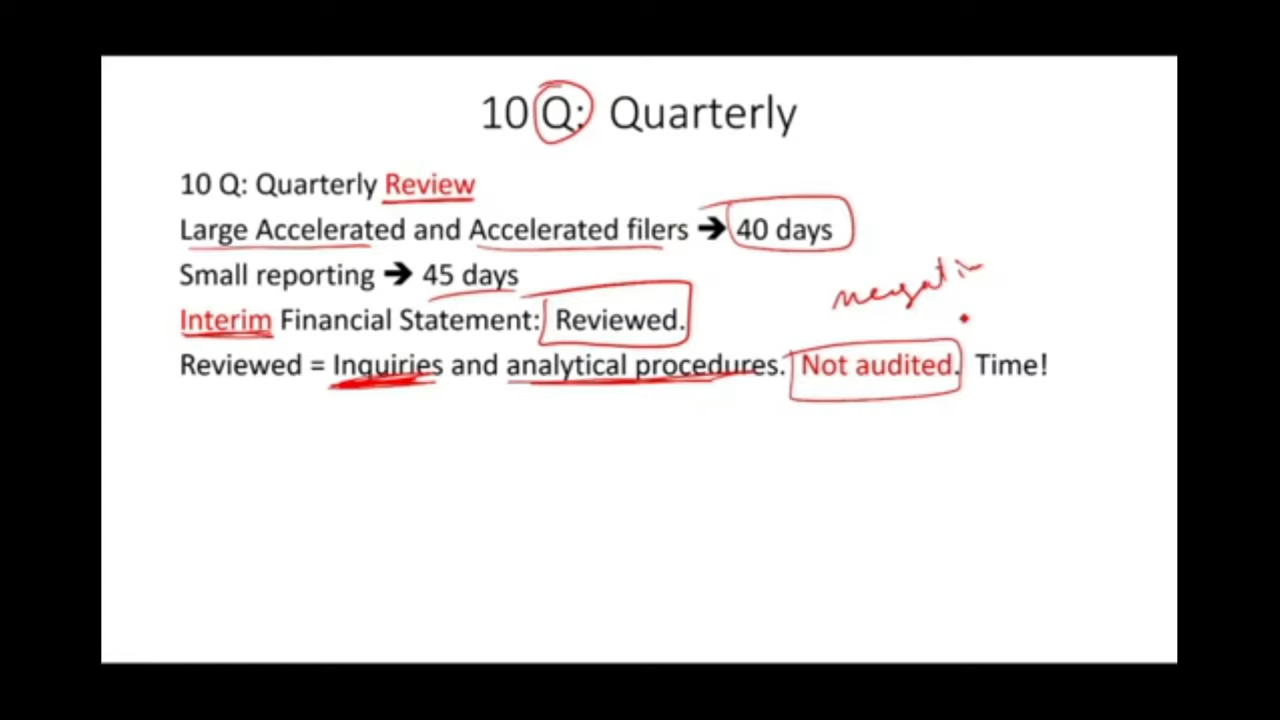 10 Q: Quarterly
10 Q: Quarterly Review
Large Accelerated and Accelerated filers ➔ 40 days
Small reporting ➔ 45 days
negativ
Interim Financial Statement: Reviewed.
Reviewed = Inquiries and analytical procedures. Not audited. Time!